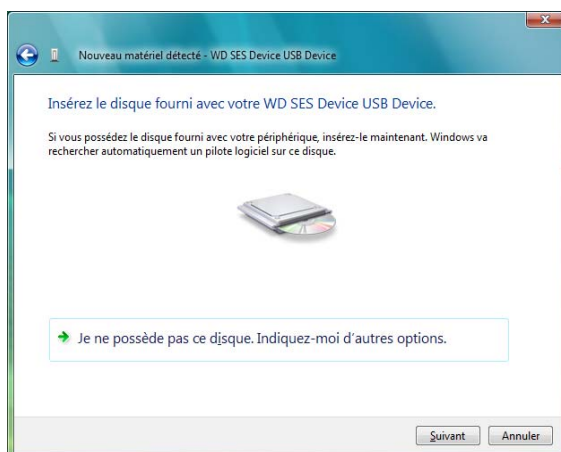 Nouveau matériel détecté - WD SES Device USB Device
Insérez le disque fourni avec votre WD SES Device USB Device.
Si vous possédez le disque fourni avec votre périphérique, insérez-le maintenant. Windows va
rechercher automatiquement un pilote logiciel sur ce disque.
Je ne possède pas ce disque. Indiquez-moi d'autres options.
Suivant Annuler